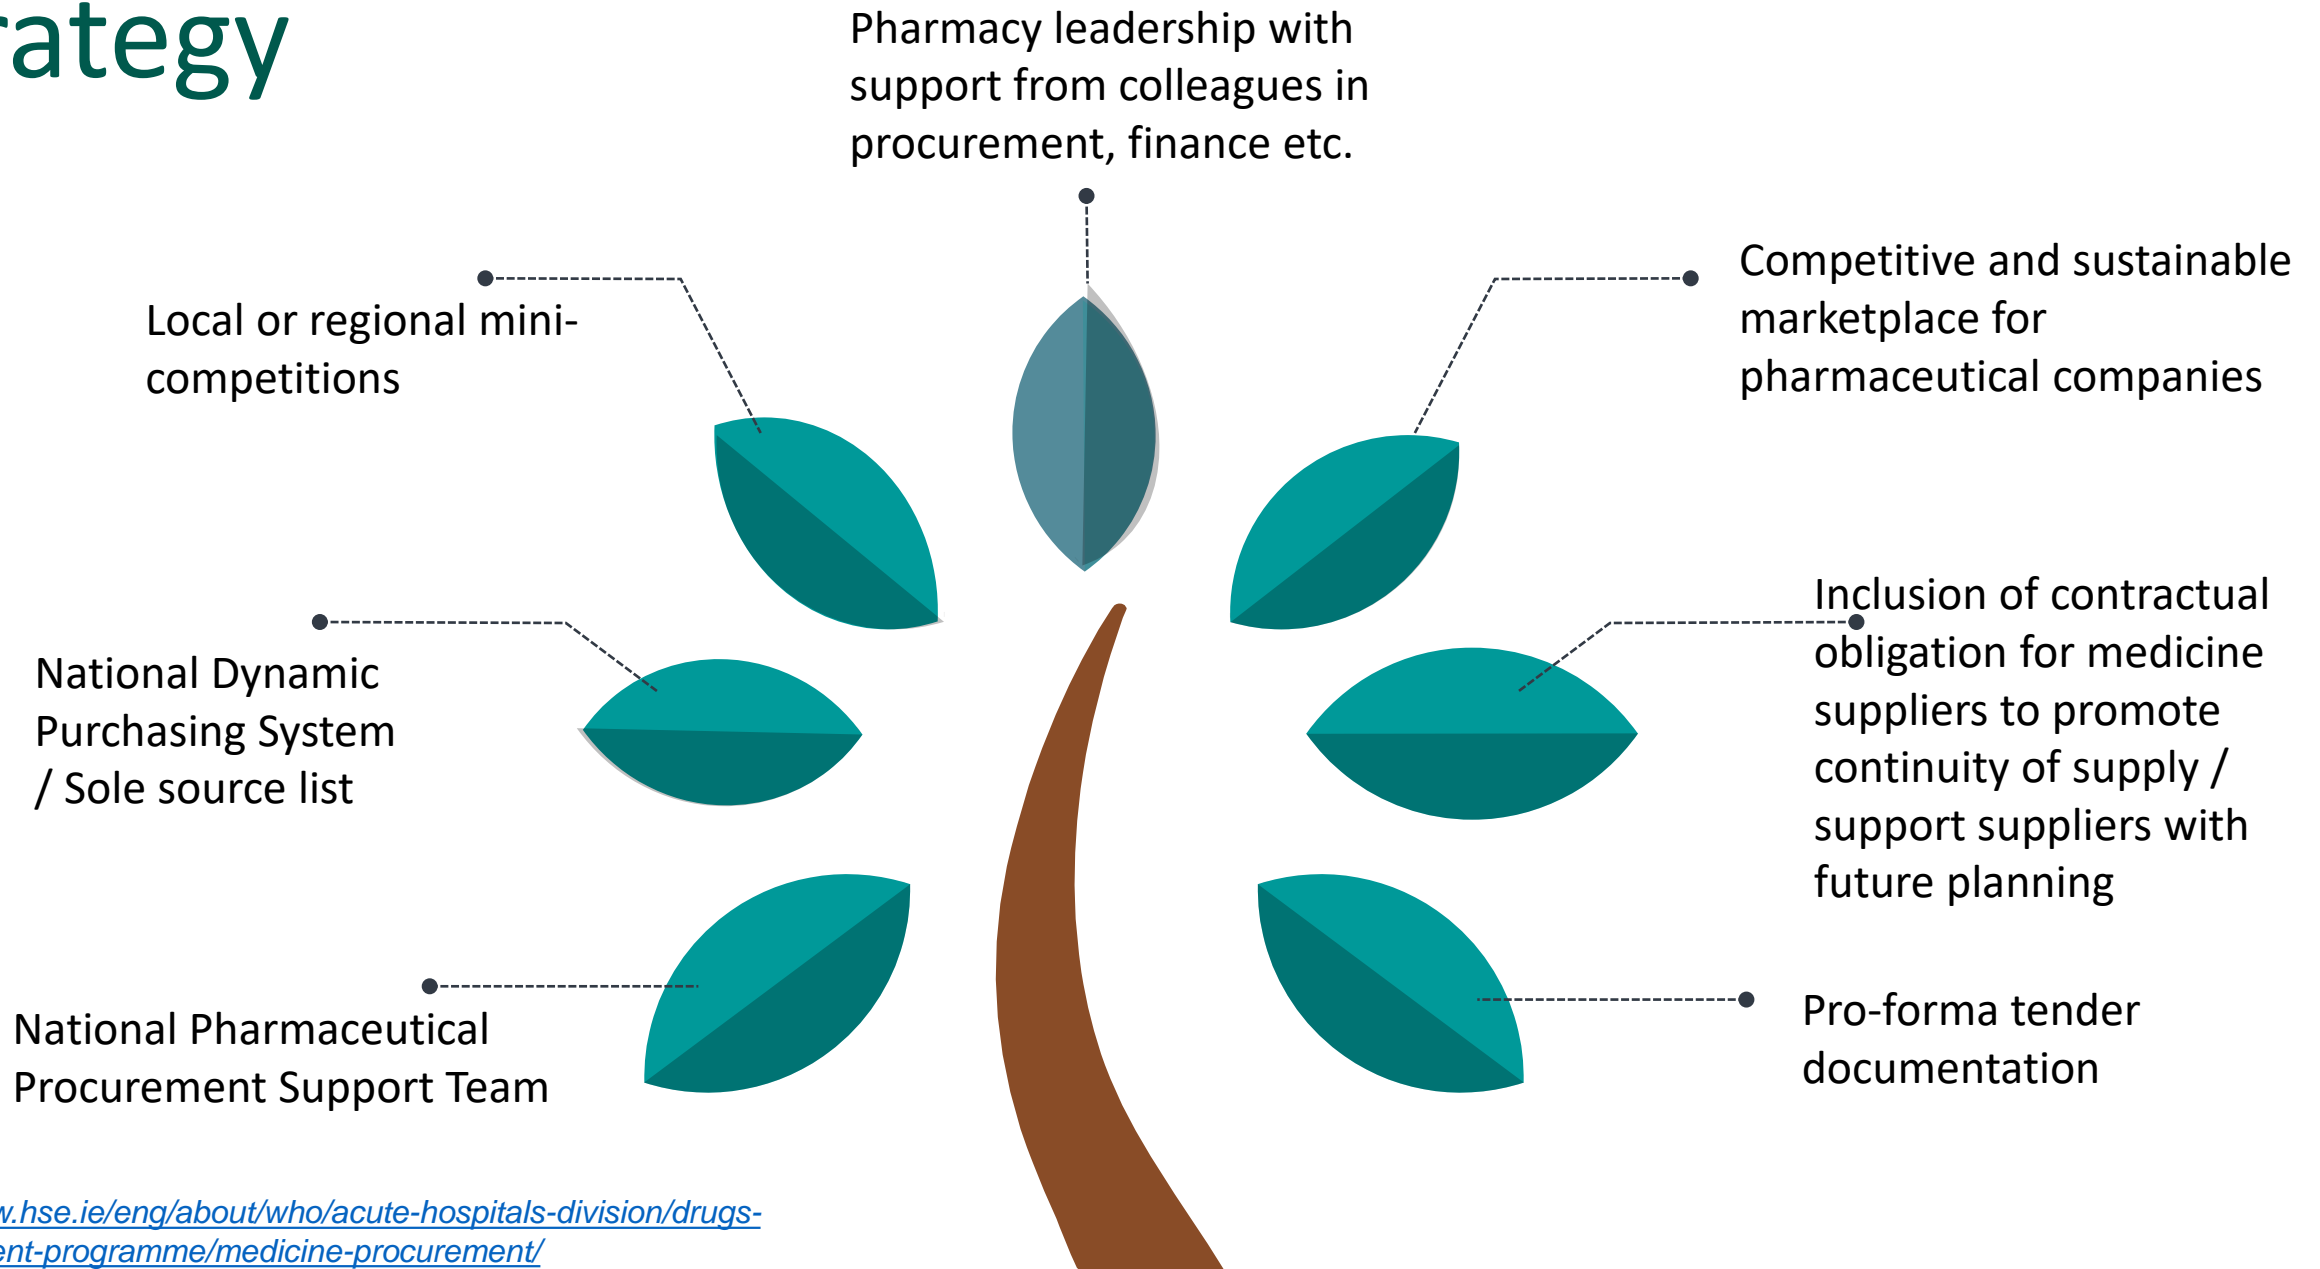 rategy
Pharmacy leadership with
support from colleagues in
procurement, finance etc.
Local or regional mini-
competitions
Competitive and sustainable
marketplace for
pharmaceutical companies
National Dynamic
Purchasing System
/ Sole source list
Inclusion of contractual
obligation for medicine
suppliers to promote
continuity of supply /
support suppliers with
future planning
National Pharmaceutical
Procurement Support Team
Pro-forma tender
documentation
w.hse.ie/eng/about/who/acute-hospitals-division/drugs-
ent-programme/medicine-procurement/